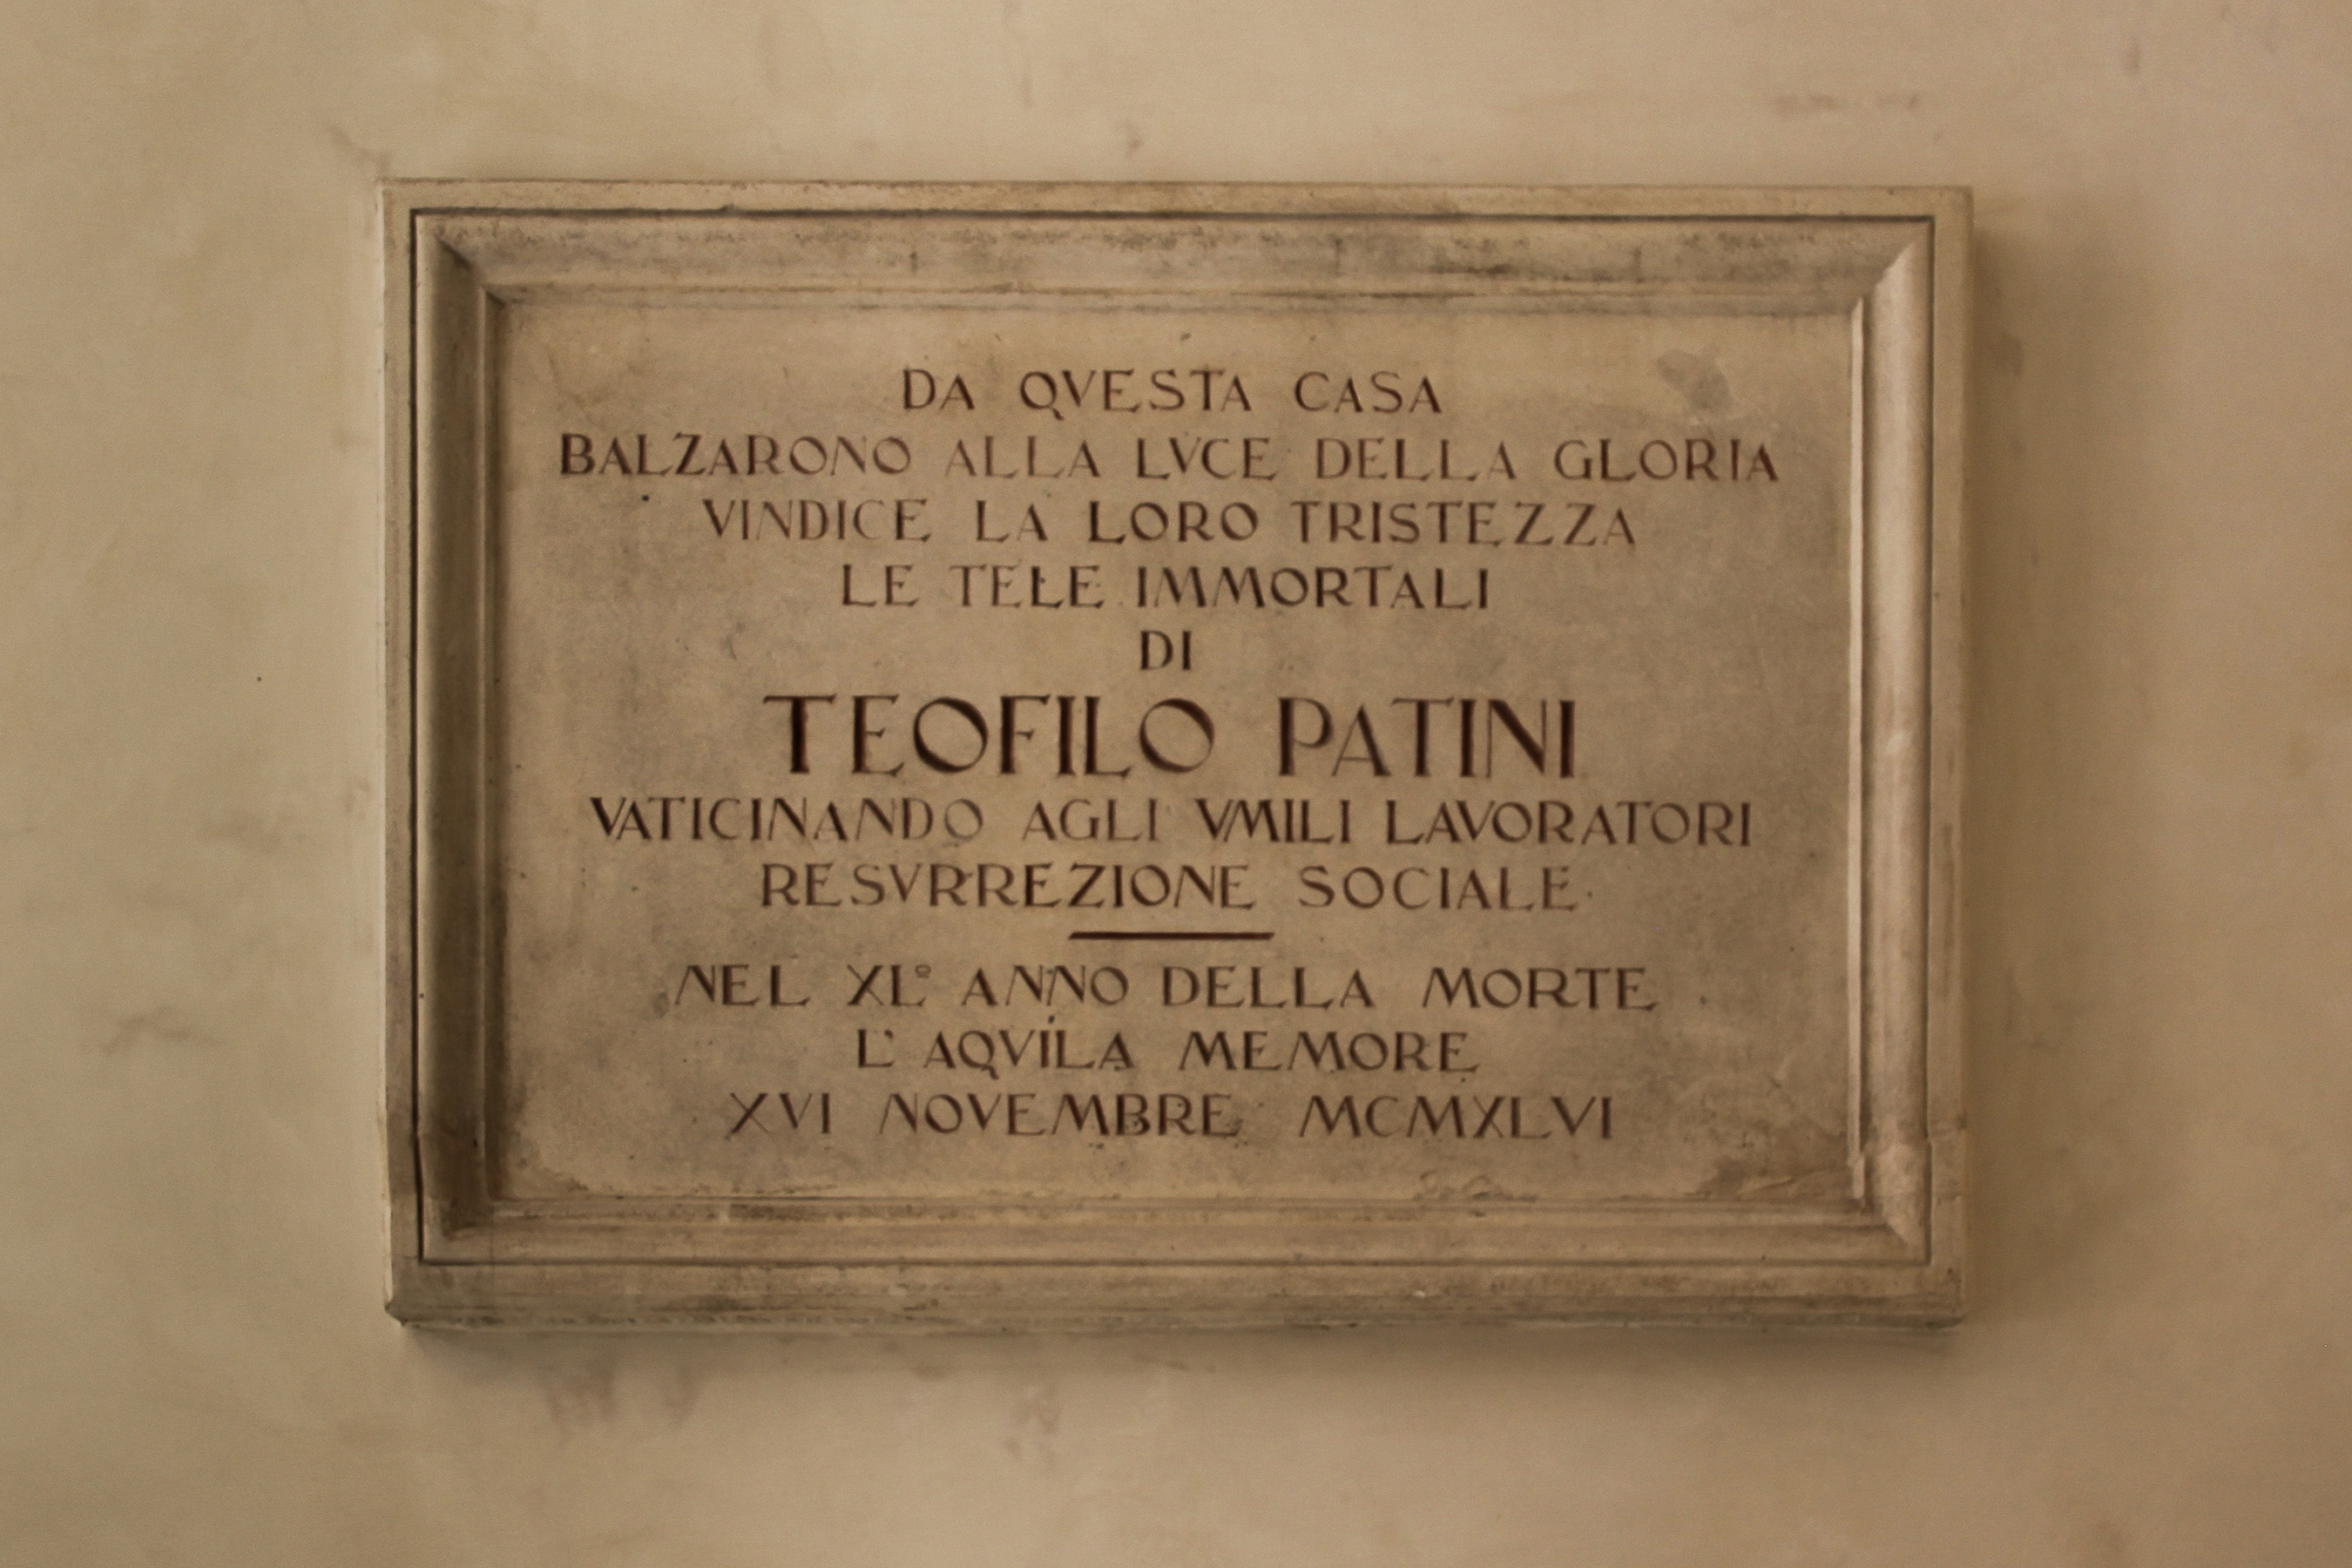 DA QVESTA CASA
BALZARONO ALLA LVCE DELLA GLORIA
VINDICE LA LORO TRISTEZZA
LE TELE IMMORTALI
DI
TEOFILO PATINI
VATICINANDO AGLI VMILI LAVORATORI
RESVRREZIONE SOCIALE
NEL XL° ANNO DELLA MORTE
L'AQVILA MEMORE
XVI NOVEMBRE MCMXLVI